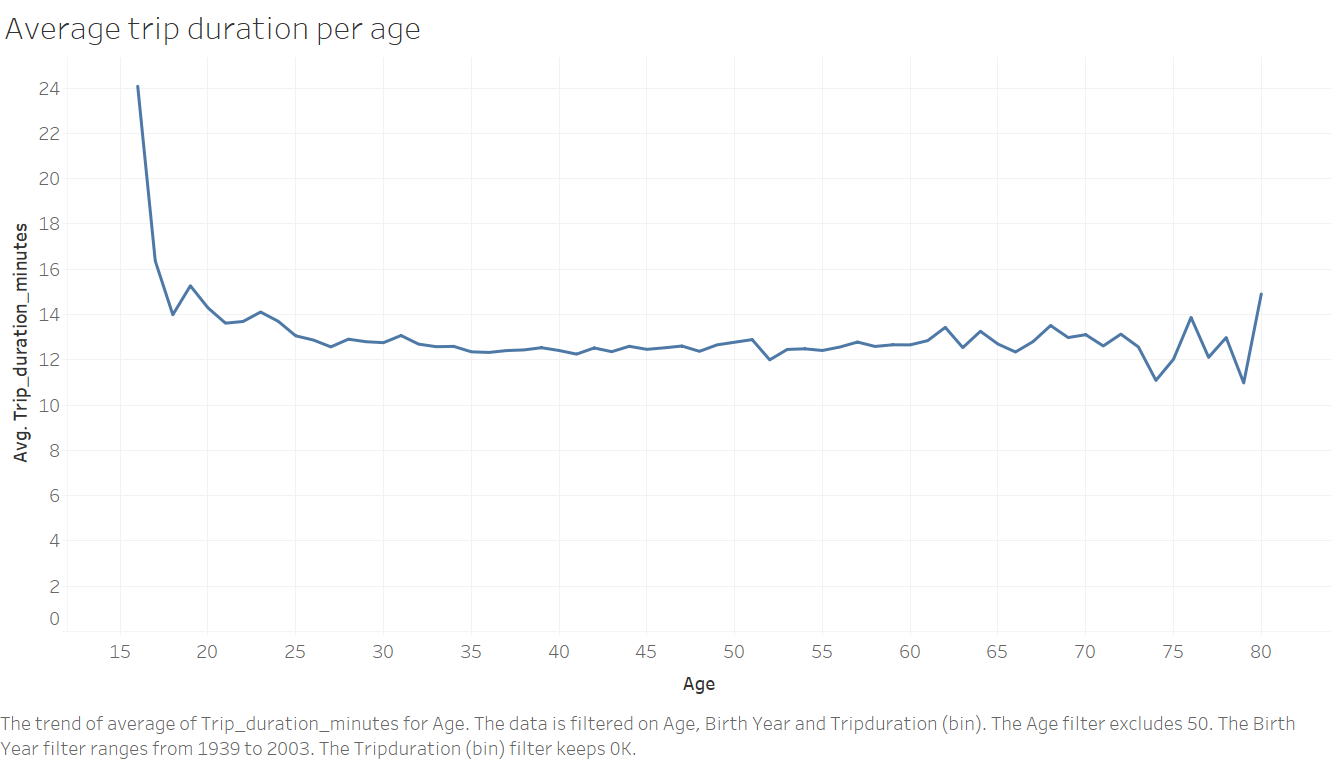 Average trip duration per age
24
22
20
18
16
14
12
10
8
6
4
2
0
Avg. Trip_duration_minutes
15 20 25 30 35 40 45 50 55 60 65 70 75 80
Age
The trend of average of Trip_duration_minutes for Age. The data is filtered on Age, Birth Year and Tripduration (bin). The Age filter excludes 50. The Birth
Year filter ranges from 1939 to 2003. The Tripduration (bin) filter keeps 0K.